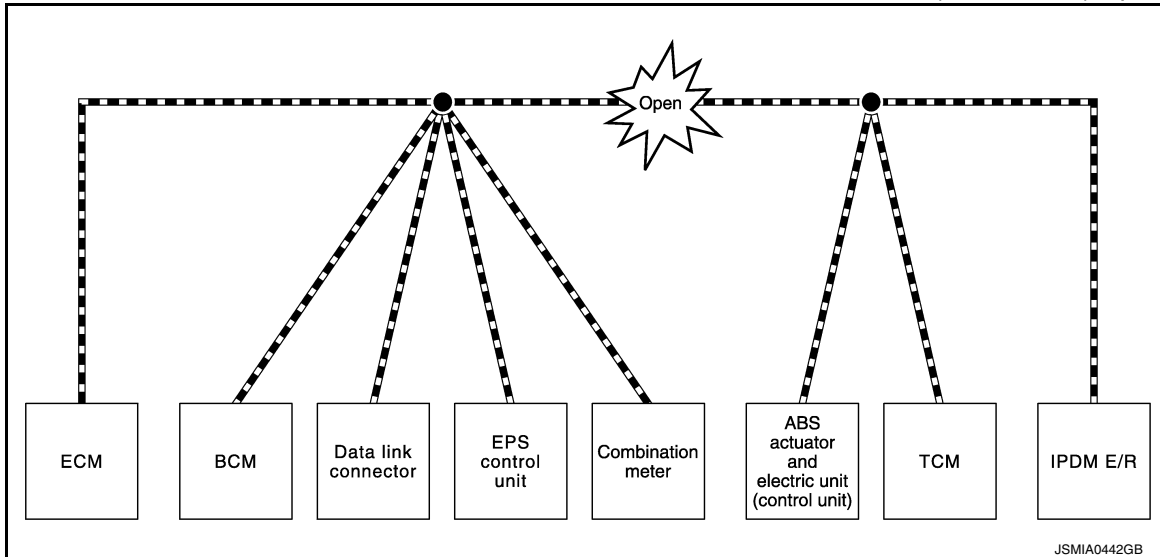 Open
ECM
BCM
Data link
connector
EPS
control
unit
Combination
meter
ABS
actuator
and
electric unit
(control unit)
TCM
IPDM E/R
JSMIA0442GB